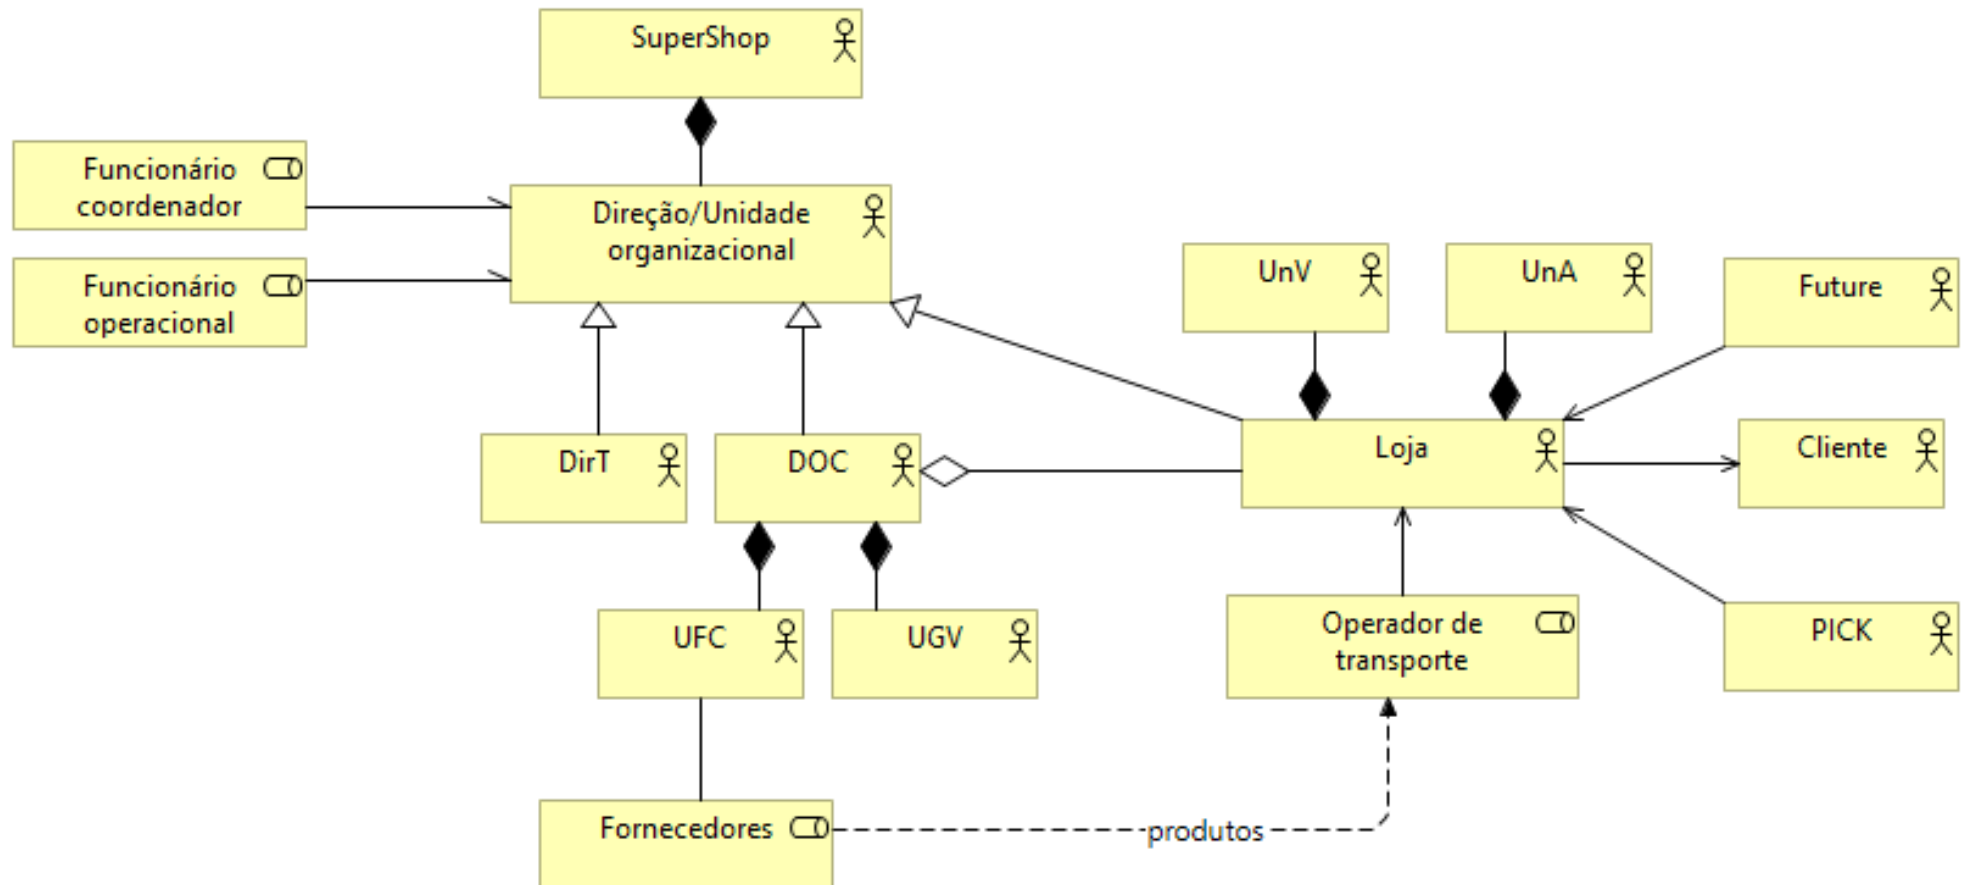 SuperShop
Funcionário
coordenador
Direção/Unidade
organizacional
Funcionário
operacional
UnV
UnA
Future
DirT
DOC
Loja
Cliente
UFC
UGV
Operador de
transporte
PICK
Fornecedores
produtos